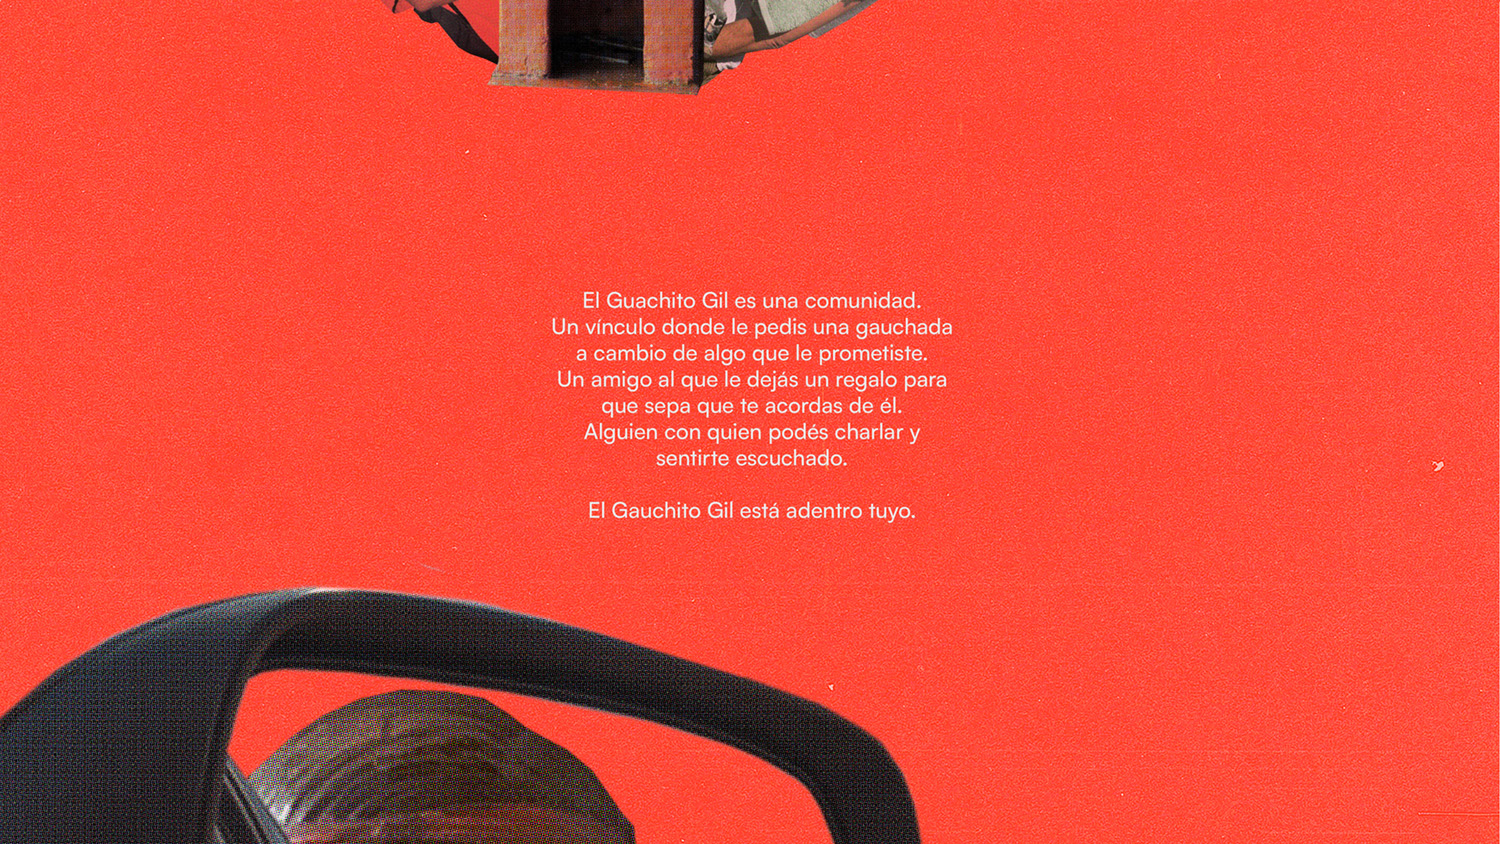 El Guachito Gil es una comunidad.
Un vínculo donde le pedis una gauchada
a cambio de algo que le prometiste.
Un amigo al que le dejás un regalo para
que sepa que te acordas de él.
Alguien con quien podés charlar y
sentirte escuchado.
El Gauchito Gil está adentro tuyo.